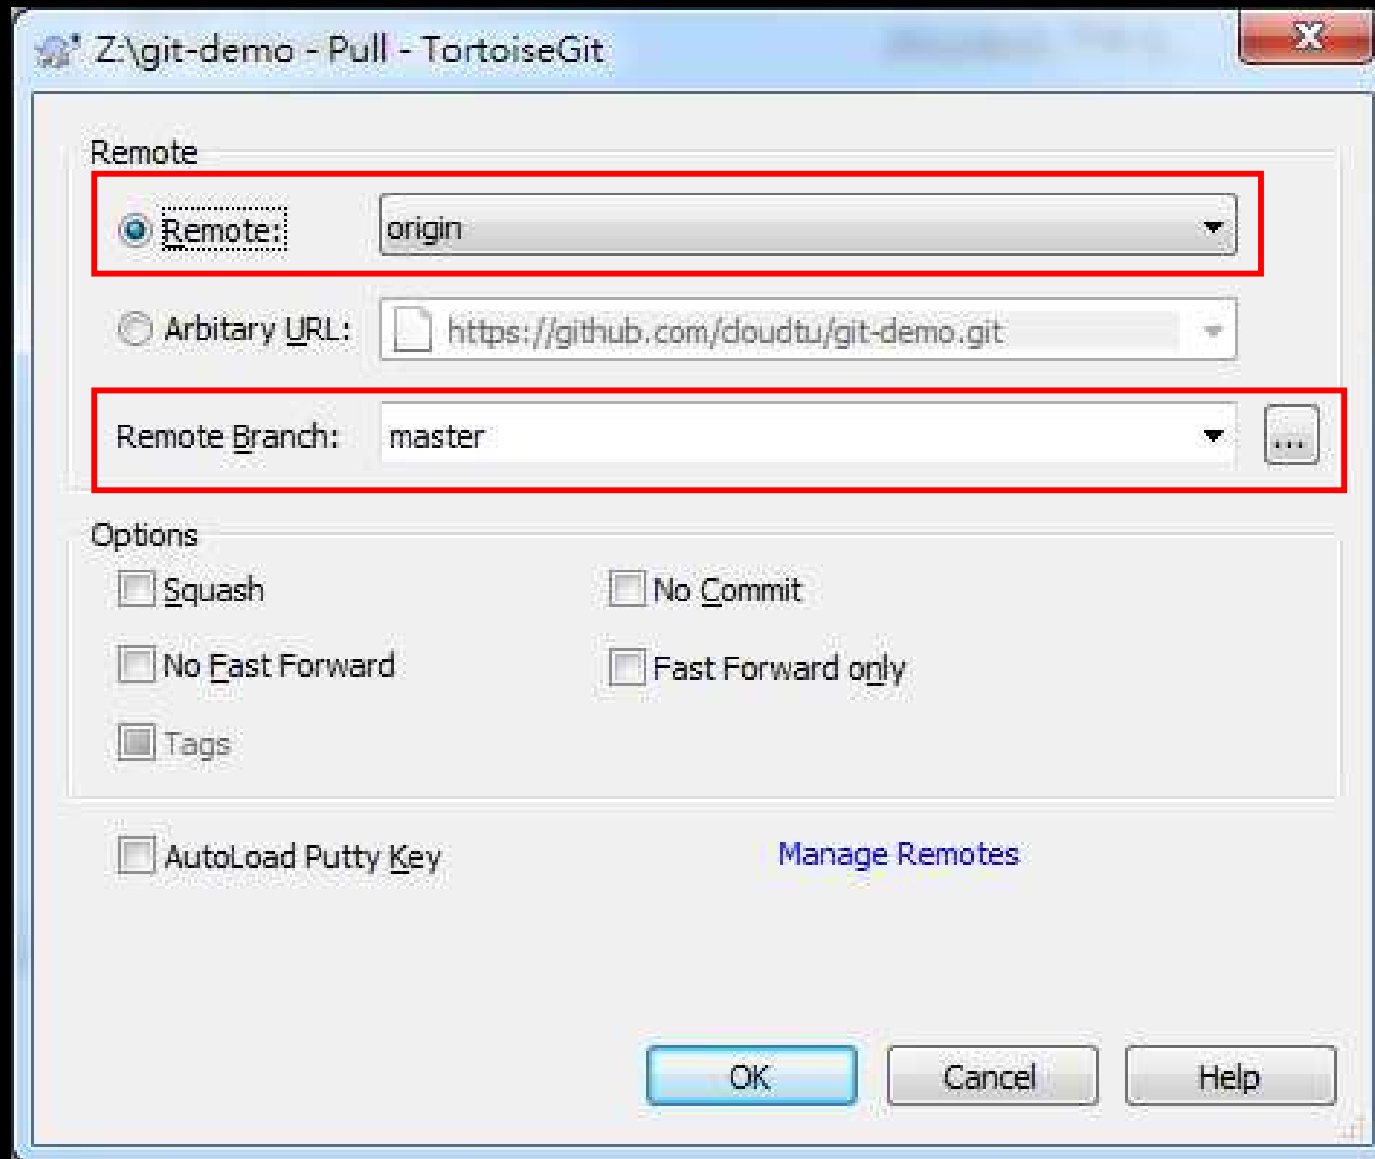 Z:\git-demo - Pull - TortoiseGit
Remote
Remote: origin
Arbitary URL: https://github.com/cloudtu/git-demo.git
Remote Branch: master ...
Options
Squash No Commit
No Fast Forward Fast Forward only
Tags
AutoLoad Putty Key Manage Remotes
OK Cancel Help